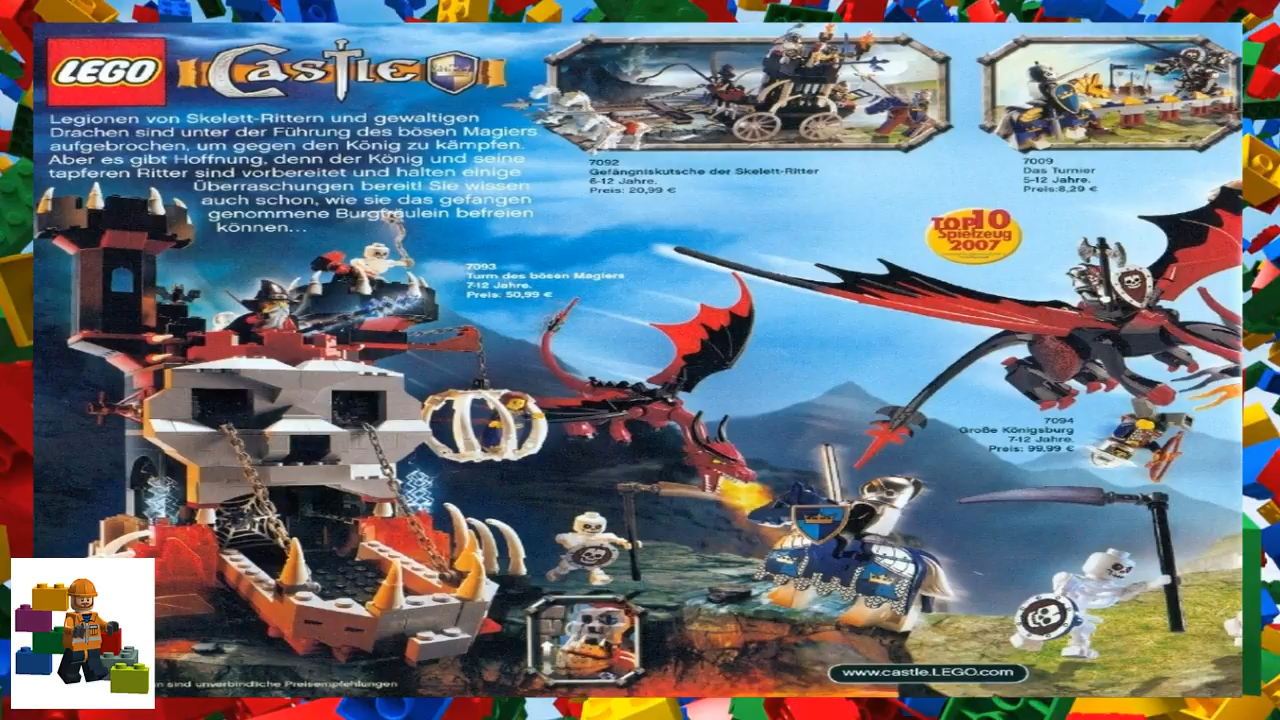 LEGO
CASTLE
Legionen von Skelett-Rittern und gewaltigen
Drachen sind unter der Führung des bösen Magiers
aufgebrochen, um gegen den König zu kämpfen.
Aber es gibt Hoffnung, denn der König und seine
tapferen Ritter sind vorbereitet und halten einige
Überraschungen bereit! Sie wissen
auch schon, wie sie das gefangen
genommene Burgfräulein befreien
können...
7092
Gefängniskutsche der Skelett-Ritter
6-12 Jahre.
Preis: 20,99 €
7009
Das Turnier
5-12 Jahre.
Preis: 8,29 €
TOP 10
Spielzeug
2007
7093
Turm des bösen Magiers
7-12 Jahre.
Preis: 50,99 €
7094
Große Königsburg
7-12 Jahre.
Preis: 99,99 €
www.castle.LEGO.com
sind unverbindliche Preisempfehlungen